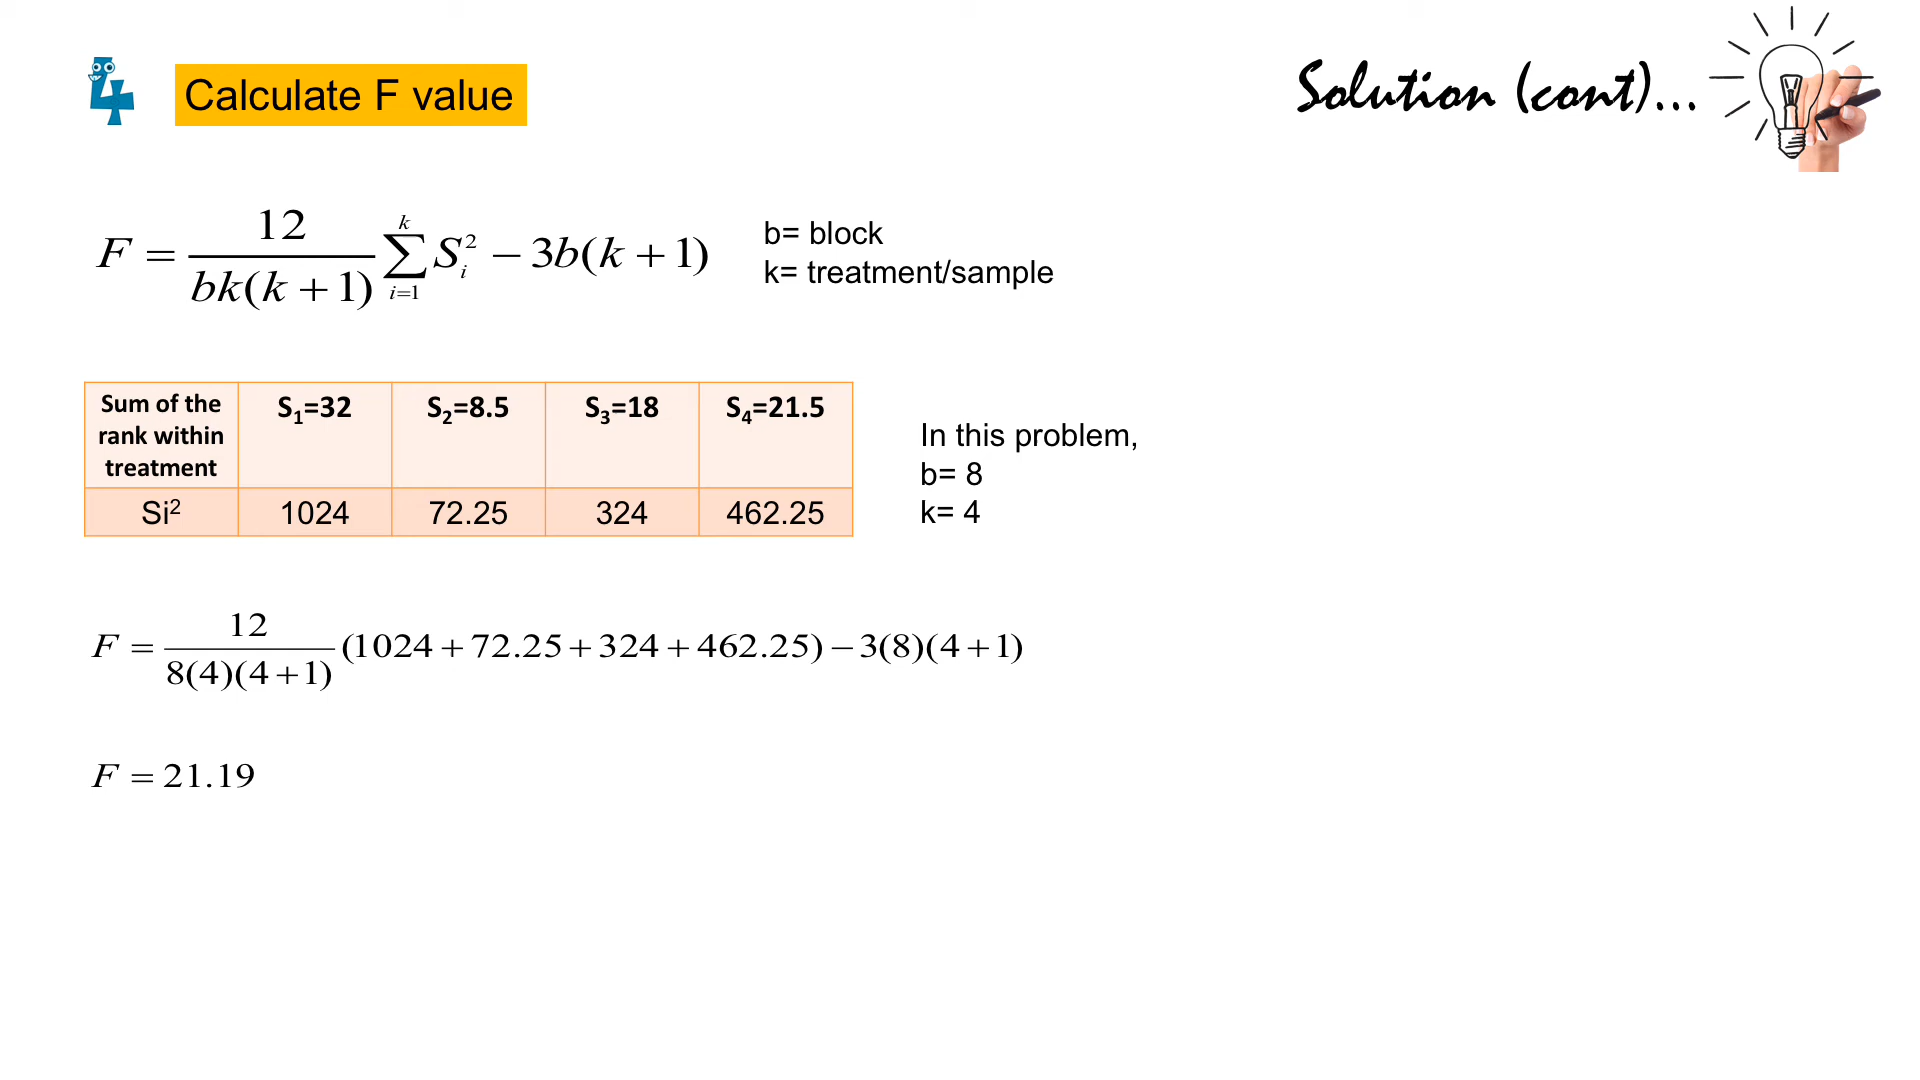 4 Calculate F value
Solution (cont)...
F = 12 / bk(k + 1) ∑ᵢ₌₁ᵏ Sᵢ² − 3b(k + 1)
b= block
k= treatment/sample
Sum of the rank within treatment S₁=32 S₂=8.5 S₃=18 S₄=21.5
Si² 1024 72.25 324 462.25
In this problem,
b= 8
k= 4
F = 12 / 8(4)(4 + 1) (1024 + 72.25 + 324 + 462.25) − 3(8)(4 + 1)
F = 21.19